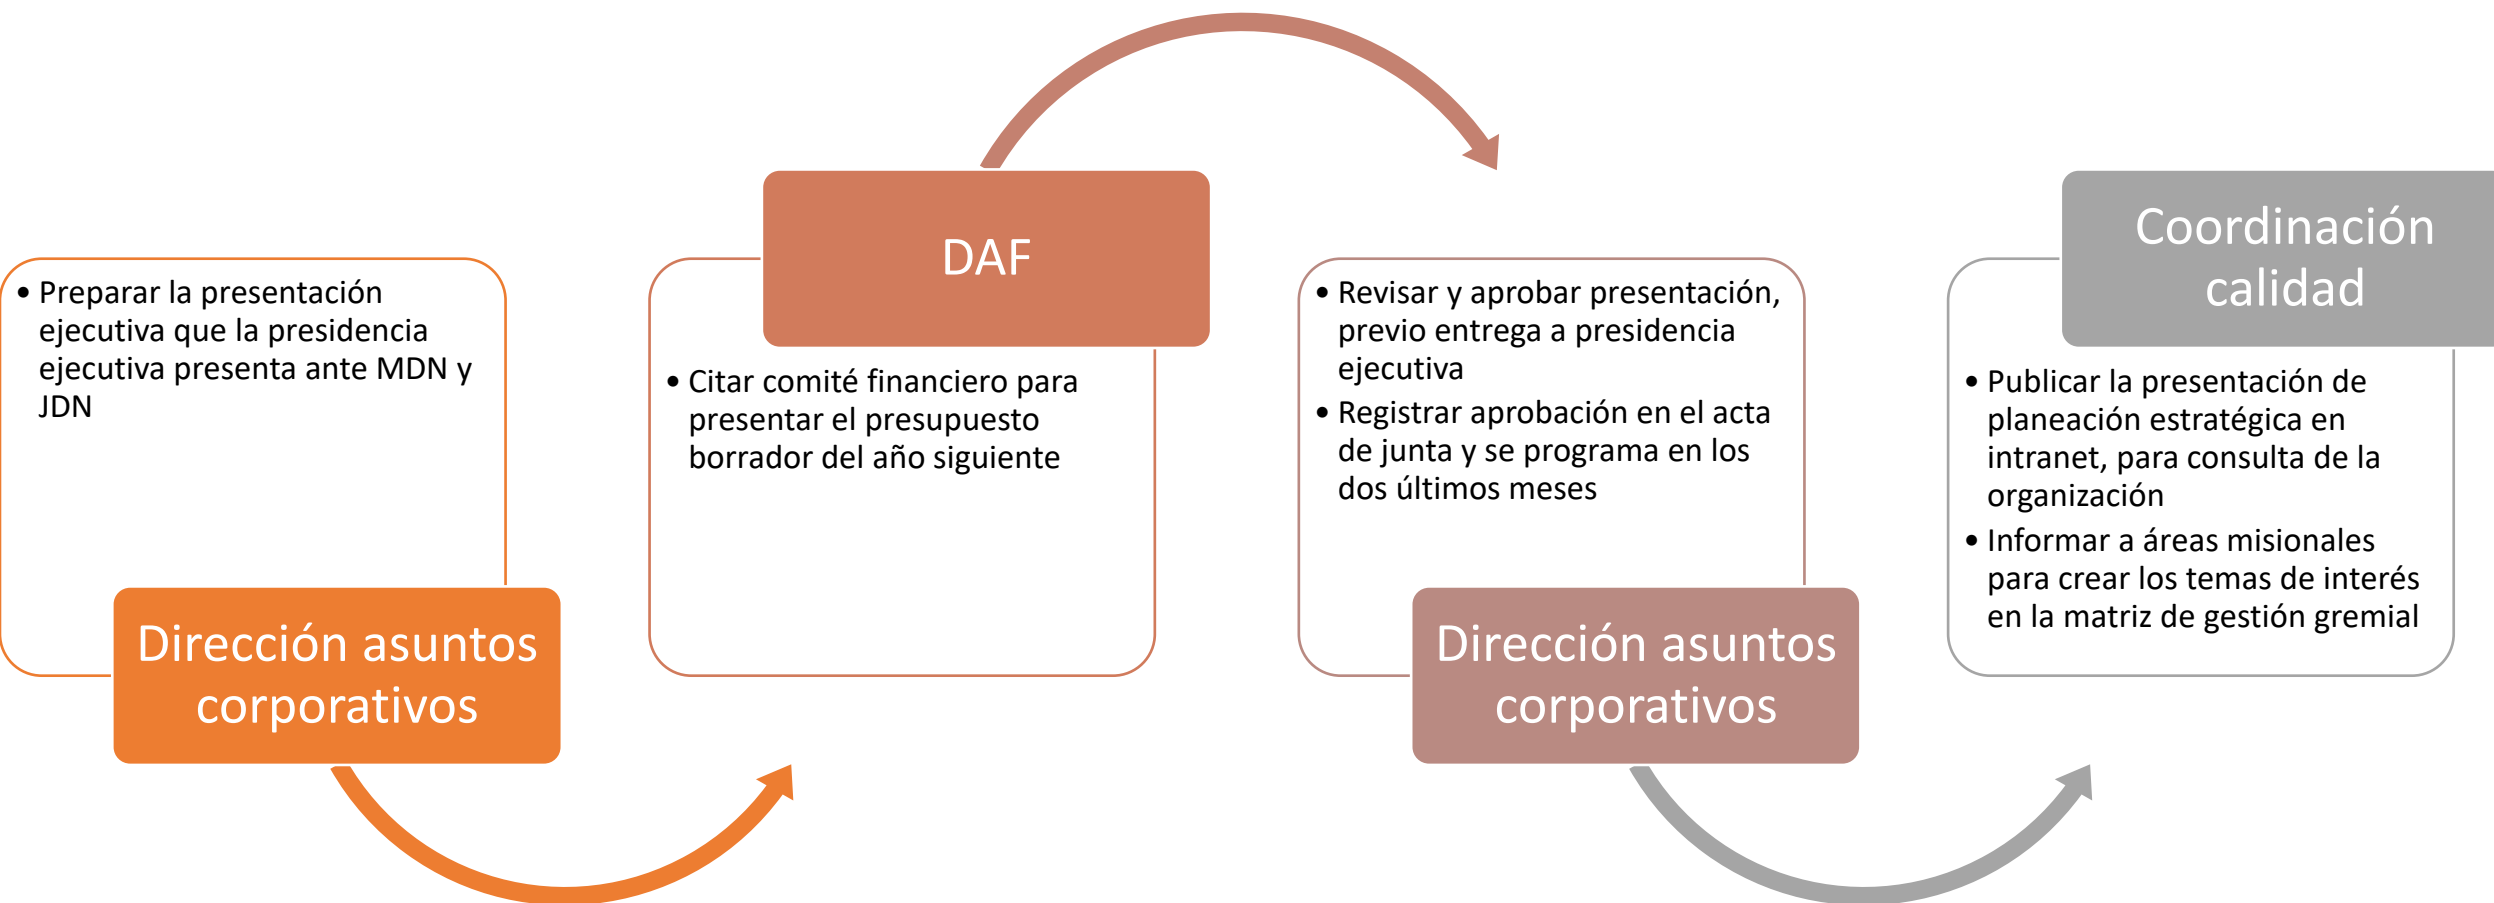 • Preparar la presentación
ejecutiva que la presidencia
ejecutiva presenta ante MDN y
JDN
Dirección asuntos
corporativos
DAF
• Citar comité financiero para
presentar el presupuesto
borrador del año siguiente
• Revisar y aprobar presentación,
previo entrega a presidencia
ejecutiva
• Registrar aprobación en el acta
de junta y se programa en los
dos últimos meses
Dirección asuntos
corporativos
Coordinación
calidad
• Publicar la presentación de
planeación estratégica en
intranet, para consulta de la
organización
• Informar a áreas misionales
para crear los temas de interés
en la matriz de gestión gremial